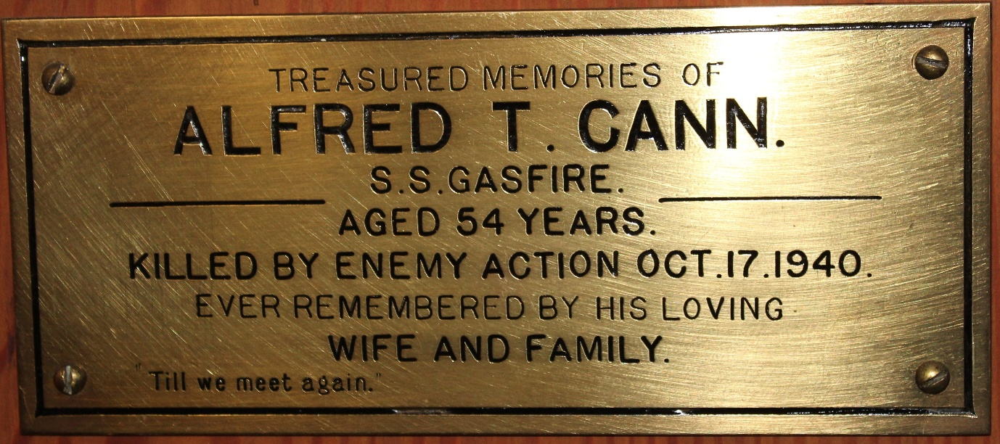 TREASURED MEMORIES OF
ALFRED T. CANN.
S.S.GASFIRE.
AGED 54 YEARS.
KILLED BY ENEMY ACTION OCT.17.1940.
EVER REMEMBERED BY HIS LOVING
WIFE AND FAMILY.
"Till we meet again."